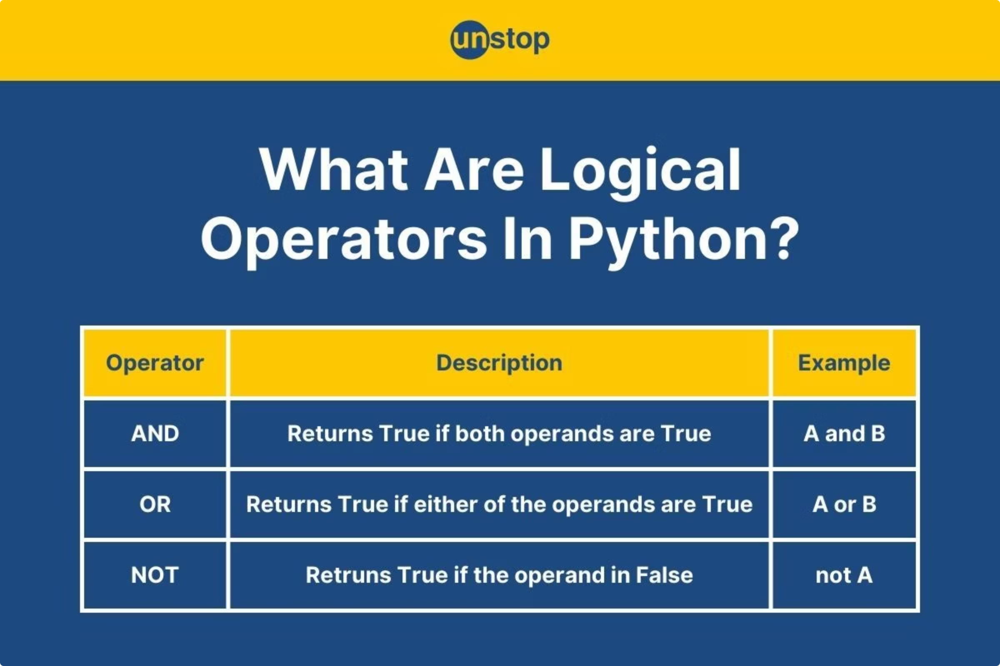 unstop
What Are Logical
Operators In Python?
Operator Description Example
AND Returns True if both operands are True A and B
OR Returns True if either of the operands are True A or B
NOT Retruns True if the operand in False not A